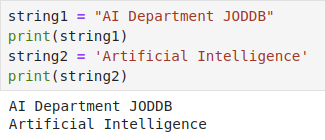 string1 = "AI Department JODDB"
print(string1)
string2 = 'Artificial Intelligence'
print(string2)
AI Department JODDB
Artificial Intelligence